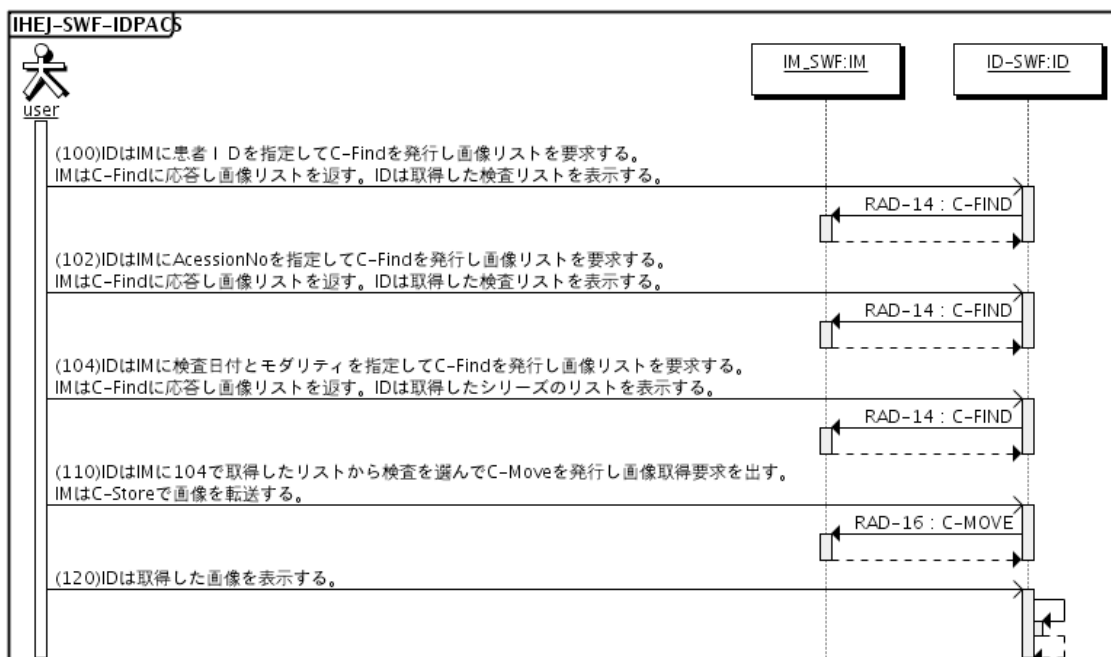 IHEJ-SWF-IDPACS
IM_SWF:IM
ID-SWF:ID
user
(100)IDはIMに患者ＩＤを指定してC-Findを発行し画像リストを要求する。
IMはC-Findに応答し画像リストを返す。IDは取得した検査リストを表示する。
RAD-14 : C-FIND
(102)IDはIMにAcessionNoを指定してC-Findを発行し画像リストを要求する。
IMはC-Findに応答し画像リストを返す。IDは取得した検査リストを表示する。
RAD-14 : C-FIND
(104)IDはIMに検査日付とモダリティを指定してC-Findを発行し画像リストを要求する。
IMはC-Findに応答し画像リストを返す。IDは取得したシリーズのリストを表示する。
RAD-14 : C-FIND
(110)IDはIMに104で取得したリストから検査を選んでC-Moveを発行し画像取得要求を出す。
IMはC-Storeで画像を転送する。
RAD-16 : C-MOVE
(120)IDは取得した画像を表示する。